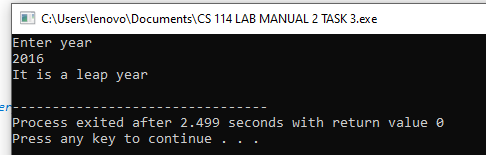 C:\Users\lenovo\Documents\CS 114 LAB MANUAL 2 TASK 3.exe
Enter year
2016
It is a leap year
er
--------------------------------
Process exited after 2.499 seconds with return value 0
Press any key to continue . . .